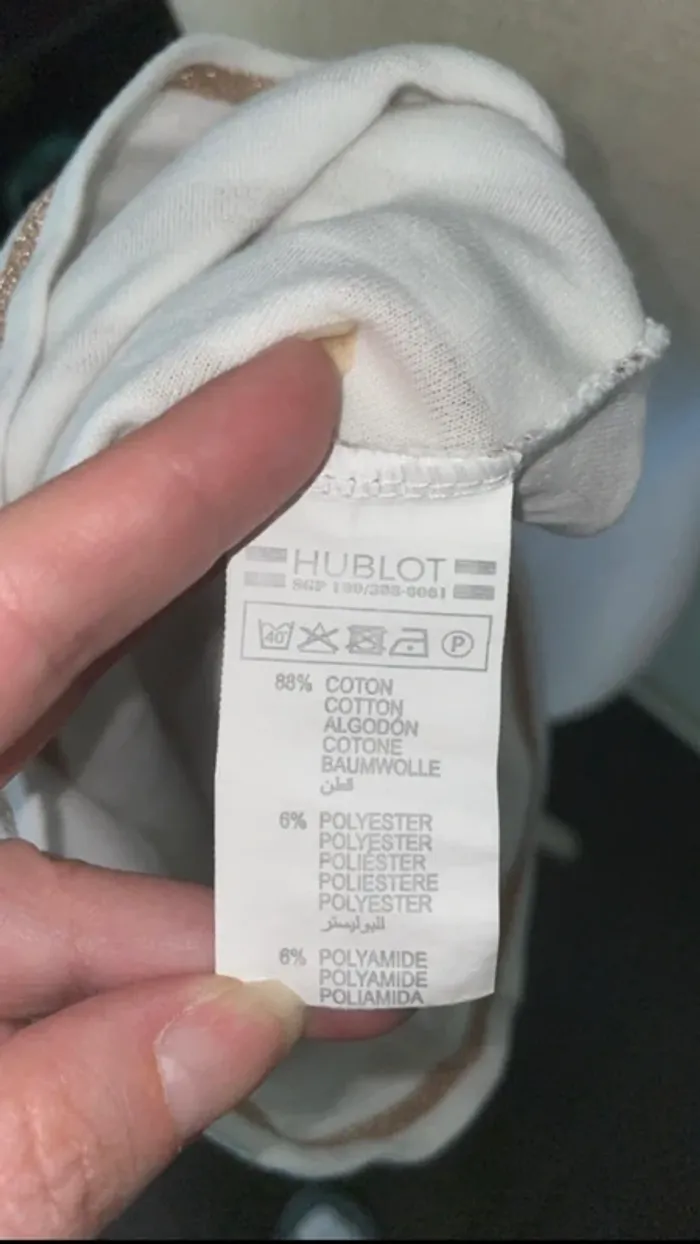 HUBLOT
40°
P
88% COTON
COTTON
ALGODÓN
COTONE
BAUMWOLLE
قطن
6% POLYESTER
POLYESTER
POLIÉSTER
POLIESTERE
POLYESTER
البوليستر
6% POLYAMIDE
POLYAMIDE
POLIAMIDA